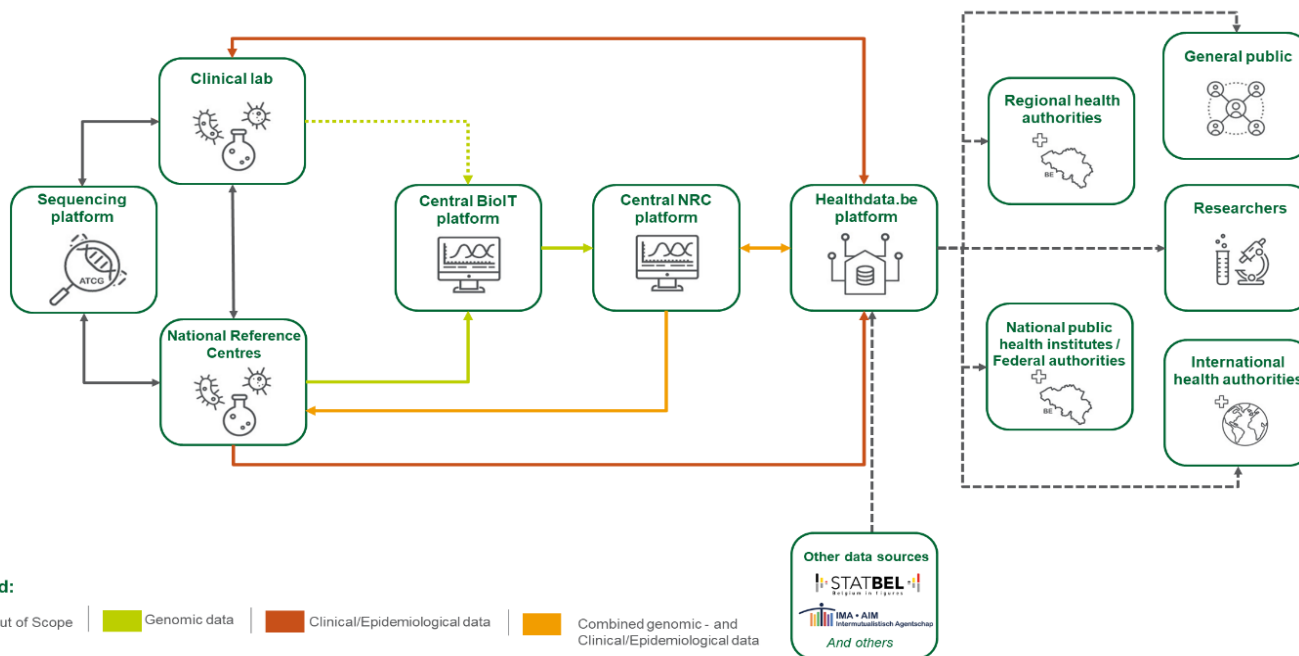 Clinical lab
Sequencing
platform
ATCG
National Reference
Centres
Central BioIT
platform
Central NRC
platform
Healthdata.be
platform
Regional health
authorities
BE
General public
Researchers
National public
health institutes /
Federal authorities
BE
International
health authorities
Other data sources
STATBEL
Belgium in figures
IMA • AIM
Intermutualistisch Agentschap
And others
d:
ut of Scope
Genomic data
Clinical/Epidemiological data
Combined genomic - and
Clinical/Epidemiological data